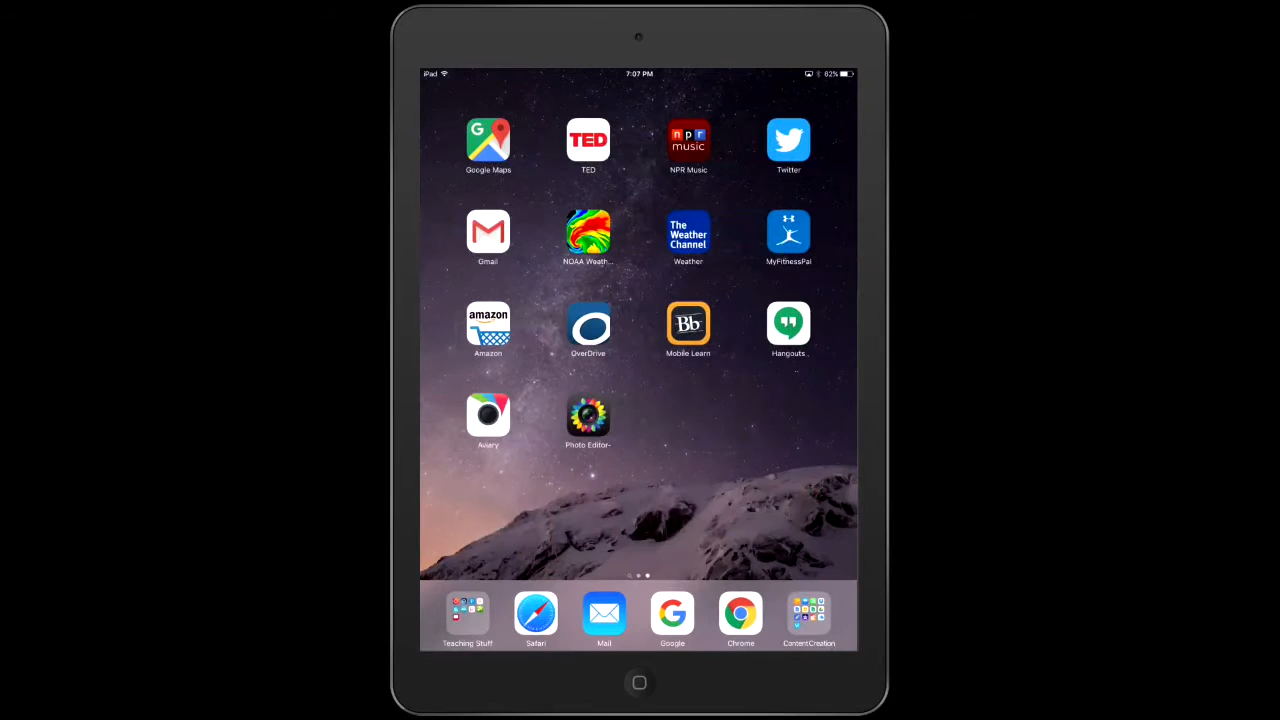 iPad 7:07 PM 62%
G TED npr music
Google Maps TED NPR Music Twitter
The Weather Channel
Gmail NOAA Weath... Weather MyFitnessPal
amazon Bb
Amazon OverDrive Mobile Learn Hangouts
Aviary Photo Editor-
G
Teaching Stuff Safari Mail Google Chrome ContentCreation